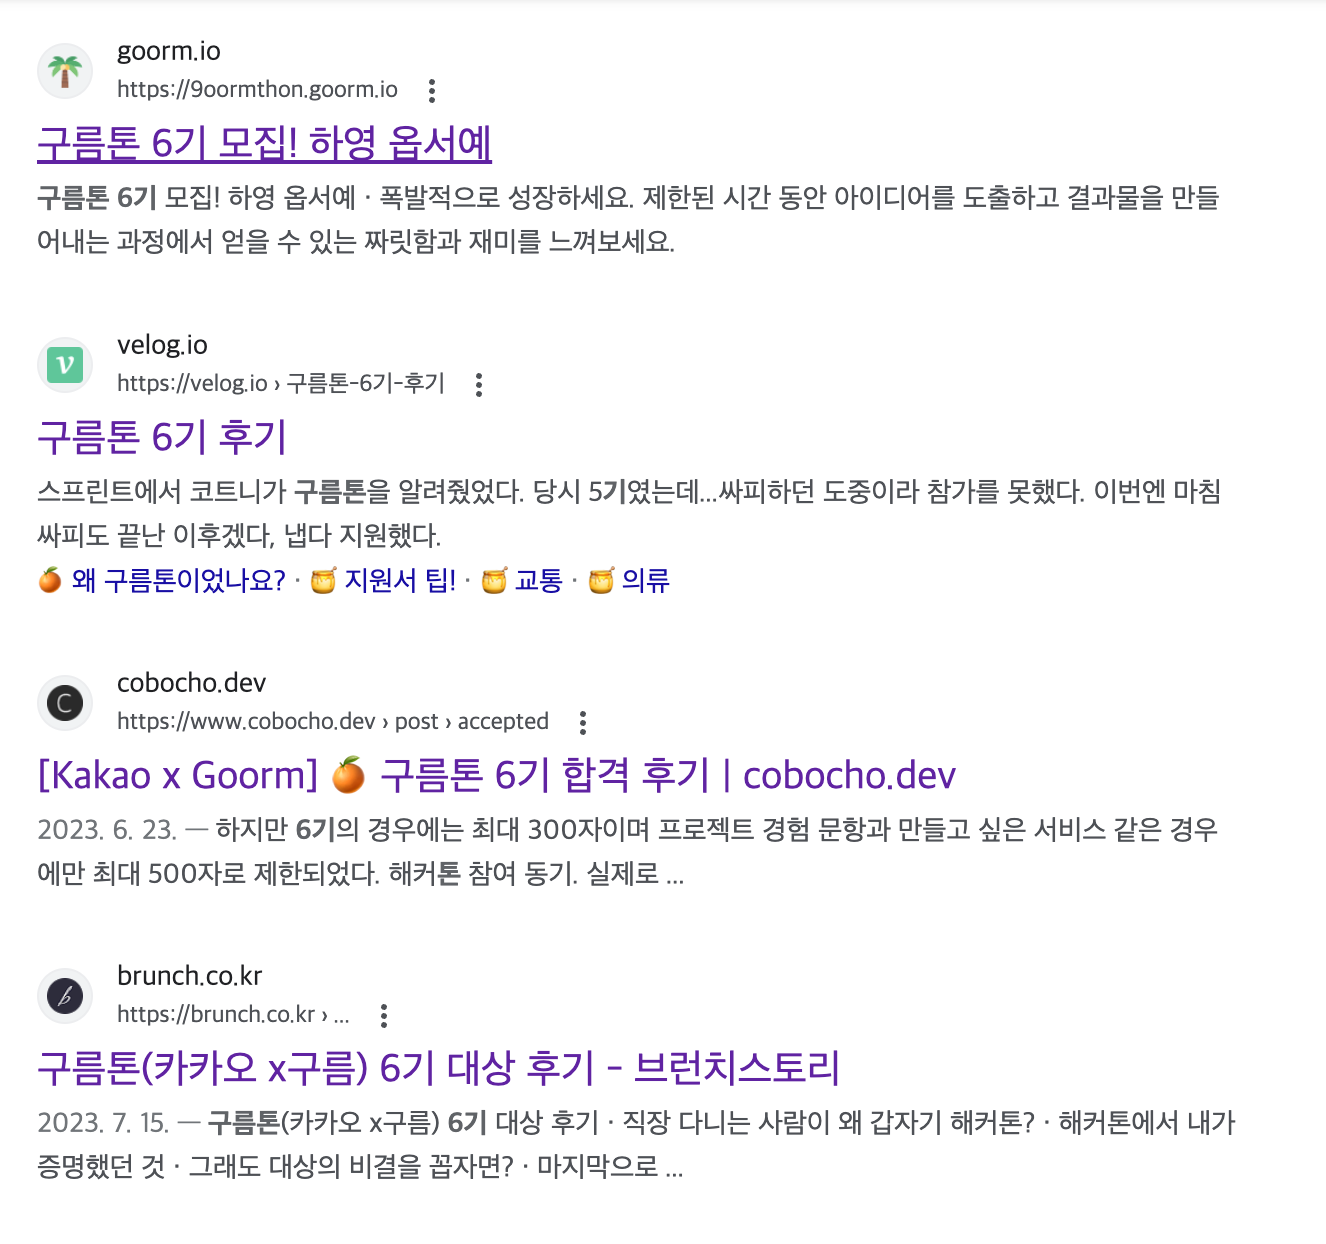 goorm.io
https://9oormthon.goorm.io
구름톤 6기 모집! 하영 옵서예
구름톤 6기 모집! 하영 옵서예 · 폭발적으로 성장하세요. 제한된 시간 동안 아이디어를 도출하고 결과물을 만들
어내는 과정에서 얻을 수 있는 짜릿함과 재미를 느껴보세요.
velog.io
https://velog.io › 구름톤-6기-후기
구름톤 6기 후기
스프린트에서 코트니가 구름톤을 알려줬었다. 당시 5기였는데...싸피하던 도중이라 참가를 못했다. 이번엔 마침
싸피도 끝난 이후겠다, 냅다 지원했다.
🍊 왜 구름톤이었나요? · 🍯 지원서 팁! · 🍯 교통 · 🍯 의류
C
cobocho.dev
https://www.cobocho.dev › post › accepted
[Kakao x Goorm] 🍊 구름톤 6기 합격 후기 | cobocho.dev
2023. 6. 23. — 하지만 6기의 경우에는 최대 300자이며 프로젝트 경험 문항과 만들고 싶은 서비스 같은 경우
에만 최대 500자로 제한되었다. 해커톤 참여 동기. 실제로 ...
brunch.co.kr
https://brunch.co.kr › ...
구름톤(카카오 x구름) 6기 대상 후기 - 브런치스토리
2023. 7. 15. — 구름톤(카카오 x구름) 6기 대상 후기 · 직장 다니는 사람이 왜 갑자기 해커톤? · 해커톤에서 내가
증명했던 것 · 그래도 대상의 비결을 꼽자면? · 마지막으로 ...